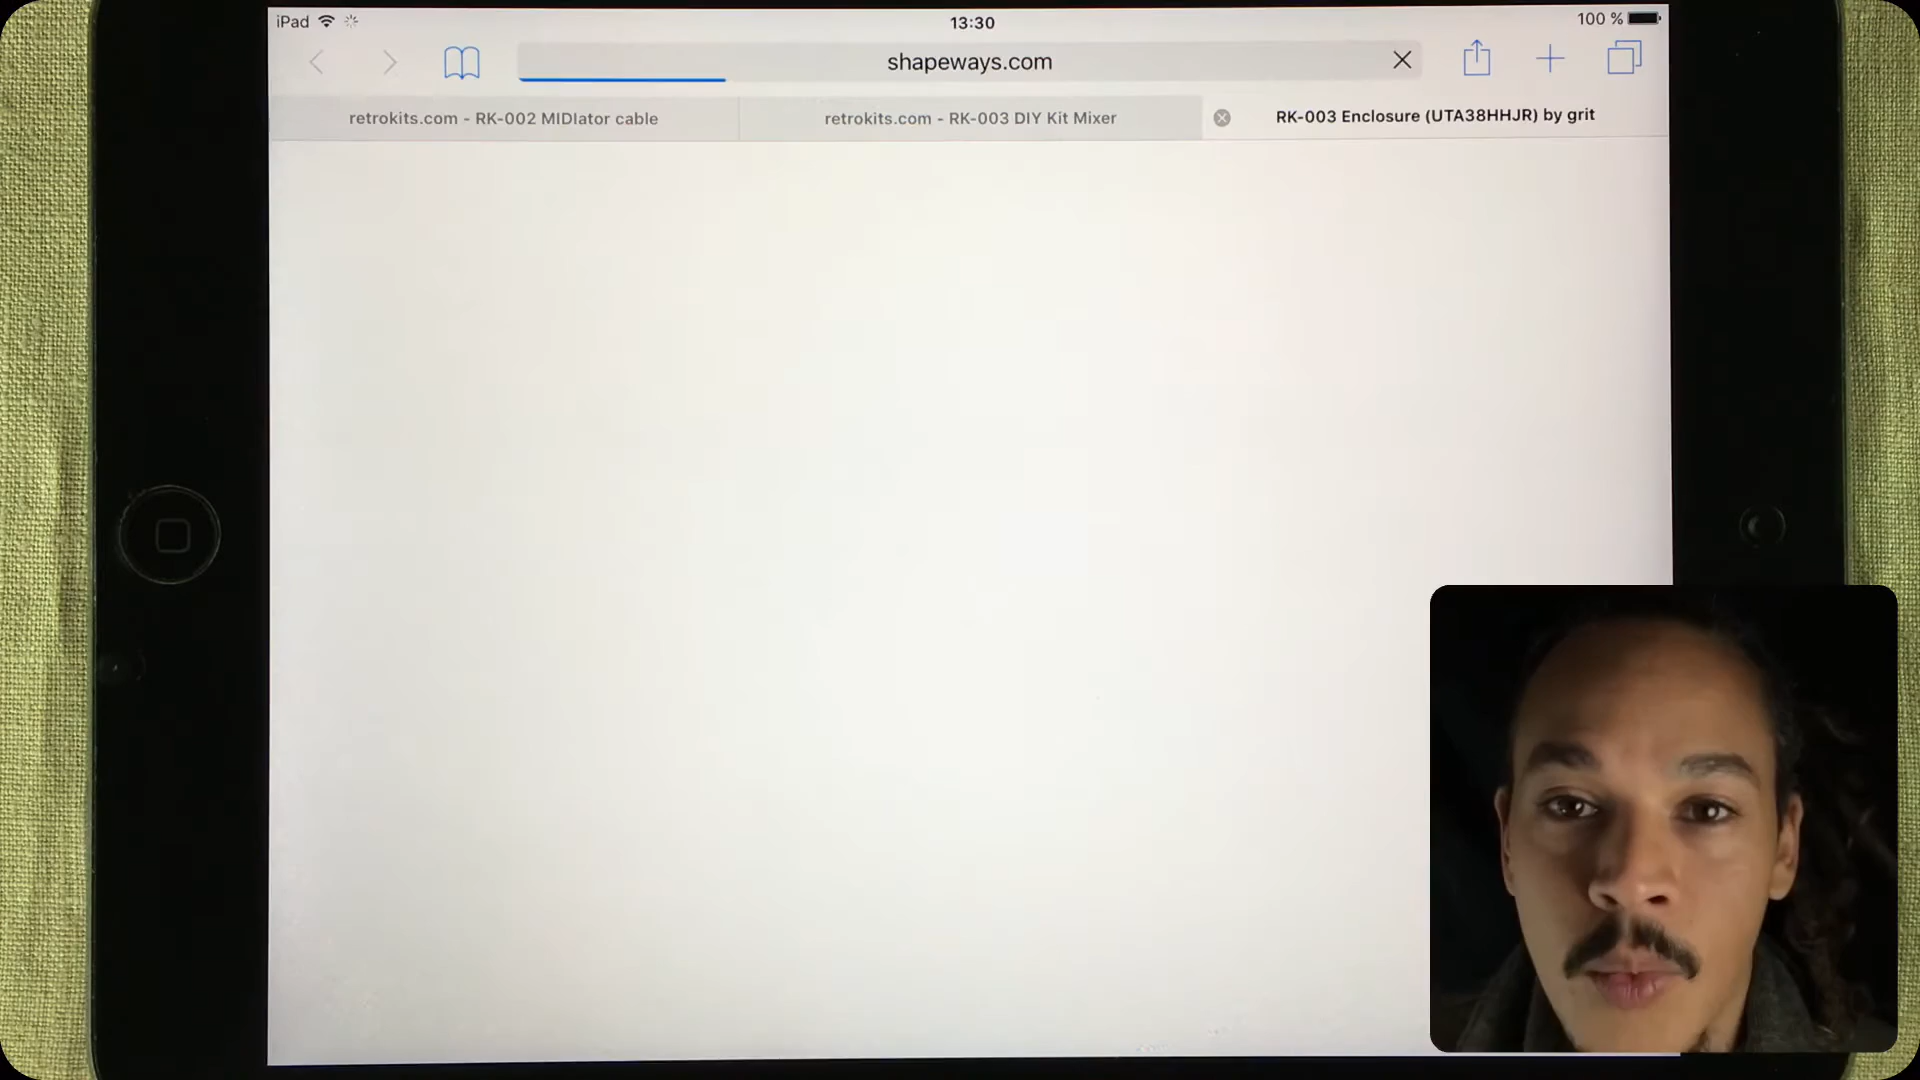 iPad
13:30
100 %
shapeways.com
retrokits.com - RK-002 MIDIator cable
retrokits.com - RK-003 DIY Kit Mixer
RK-003 Enclosure (UTA38HHJR) by grit